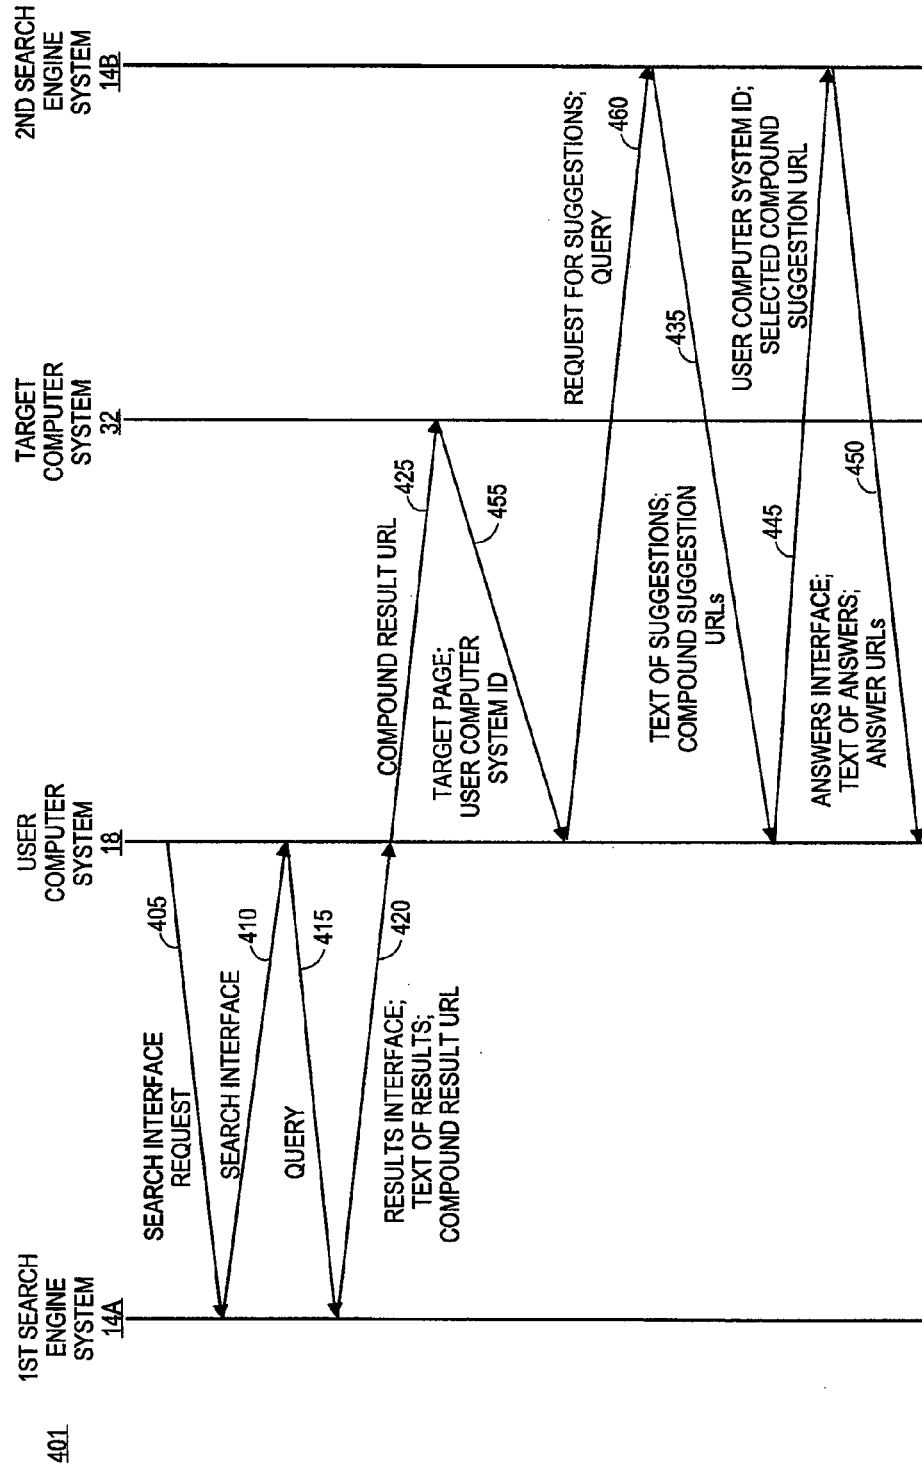 401
1ST SEARCH
ENGINE
SYSTEM
14A
USER
COMPUTER
SYSTEM
18
TARGET
COMPUTER
SYSTEM
32
2ND SEARCH
ENGINE
SYSTEM
14B
SEARCH INTERFACE
REQUEST
405
SEARCH INTERFACE
410
QUERY
415
RESULTS INTERFACE;
TEXT OF RESULTS;
COMPOUND RESULT URL
420
COMPOUND RESULT URL
425
TARGET PAGE;
USER COMPUTER
SYSTEM ID
455
REQUEST FOR SUGGESTIONS;
QUERY
460
TEXT OF SUGGESTIONS;
COMPOUND SUGGESTION
URLs
435
USER COMPUTER SYSTEM ID;
SELECTED COMPOUND
SUGGESTION URL
445
ANSWERS INTERFACE;
TEXT OF ANSWERS;
ANSWER URLs
450